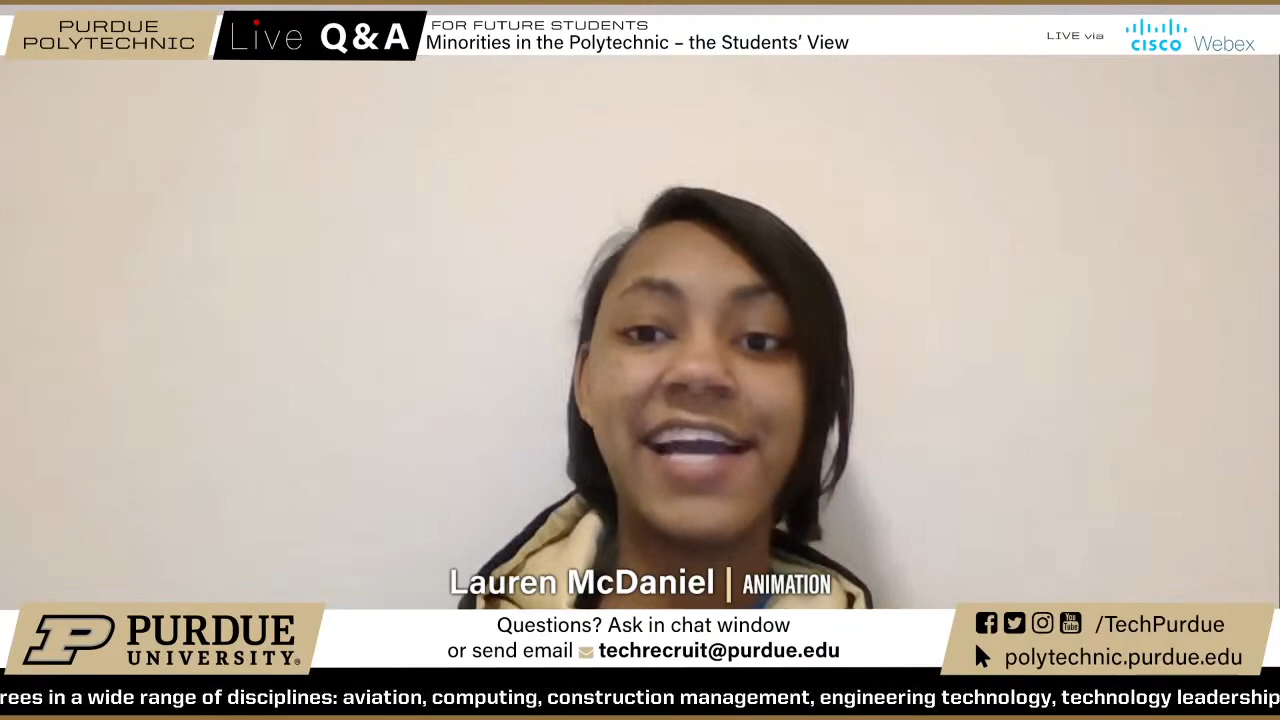 PURDUE
POLYTECHNIC
Live Q&A
FOR FUTURE STUDENTS
Minorities in the Polytechnic – the Students' View
LIVE via
CISCO Webex
Lauren McDaniel | ANIMATION
PURDUE
UNIVERSITY®
Questions? Ask in chat window
or send email techrecruit@purdue.edu
You Tube /TechPurdue
polytechnic.purdue.edu
rees in a wide range of disciplines: aviation, computing, construction management, engineering technology, technology leadership